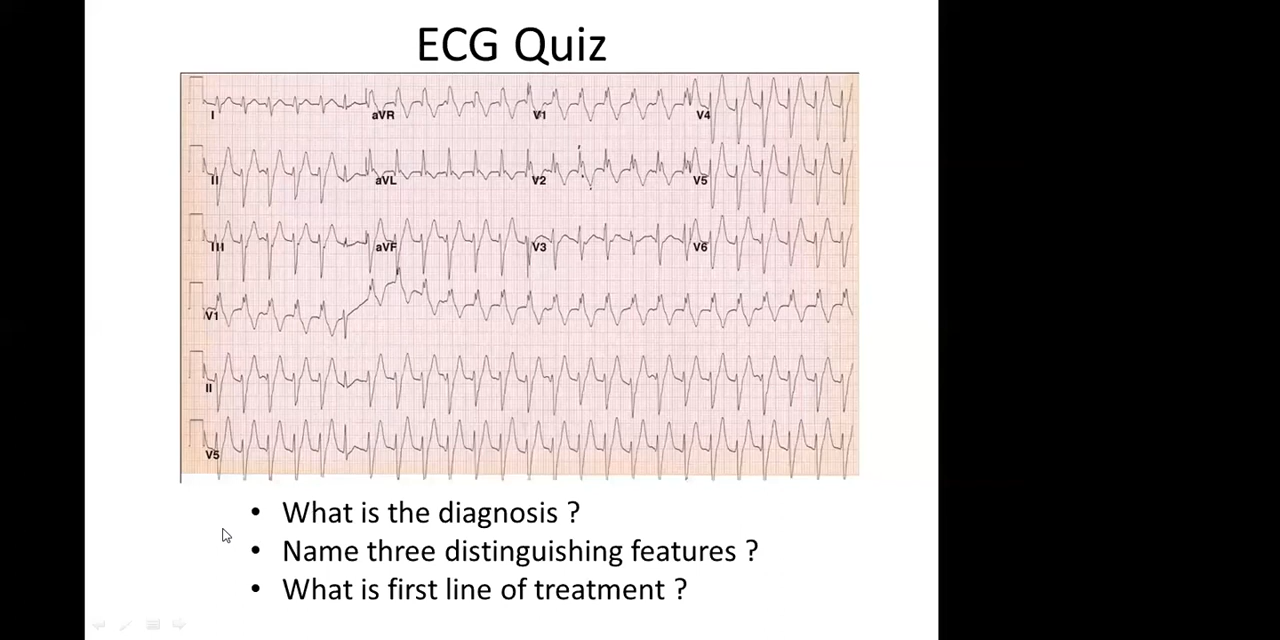 ECG Quiz
I aVR V1 V4
II aVL V2 V5
III aVF V3 V6
V1
II
V5
• What is the diagnosis ?
• Name three distinguishing features ?
• What is first line of treatment ?